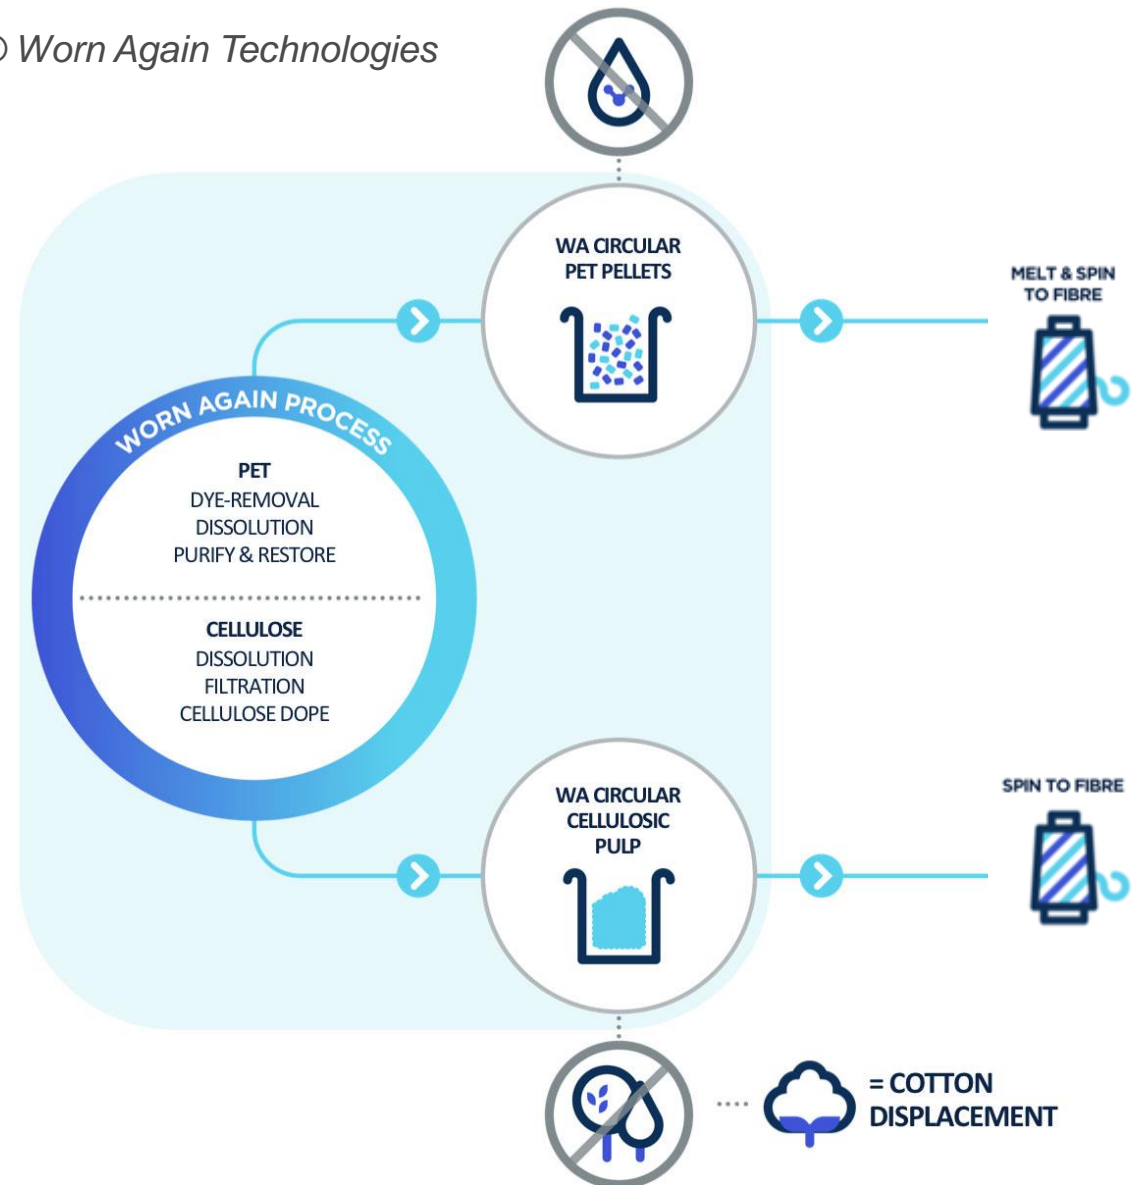 © Worn Again Technologies
WA CIRCULAR
PET PELLETS
MELT & SPIN
TO FIBRE
WORN AGAIN PROCESS
PET
DYE-REMOVAL
DISSOLUTION
PURIFY & RESTORE
CELLULOSE
DISSOLUTION
FILTRATION
CELLULOSE DOPE
WA CIRCULAR
CELLULOSIC
PULP
SPIN TO FIBRE
= COTTON
DISPLACEMENT